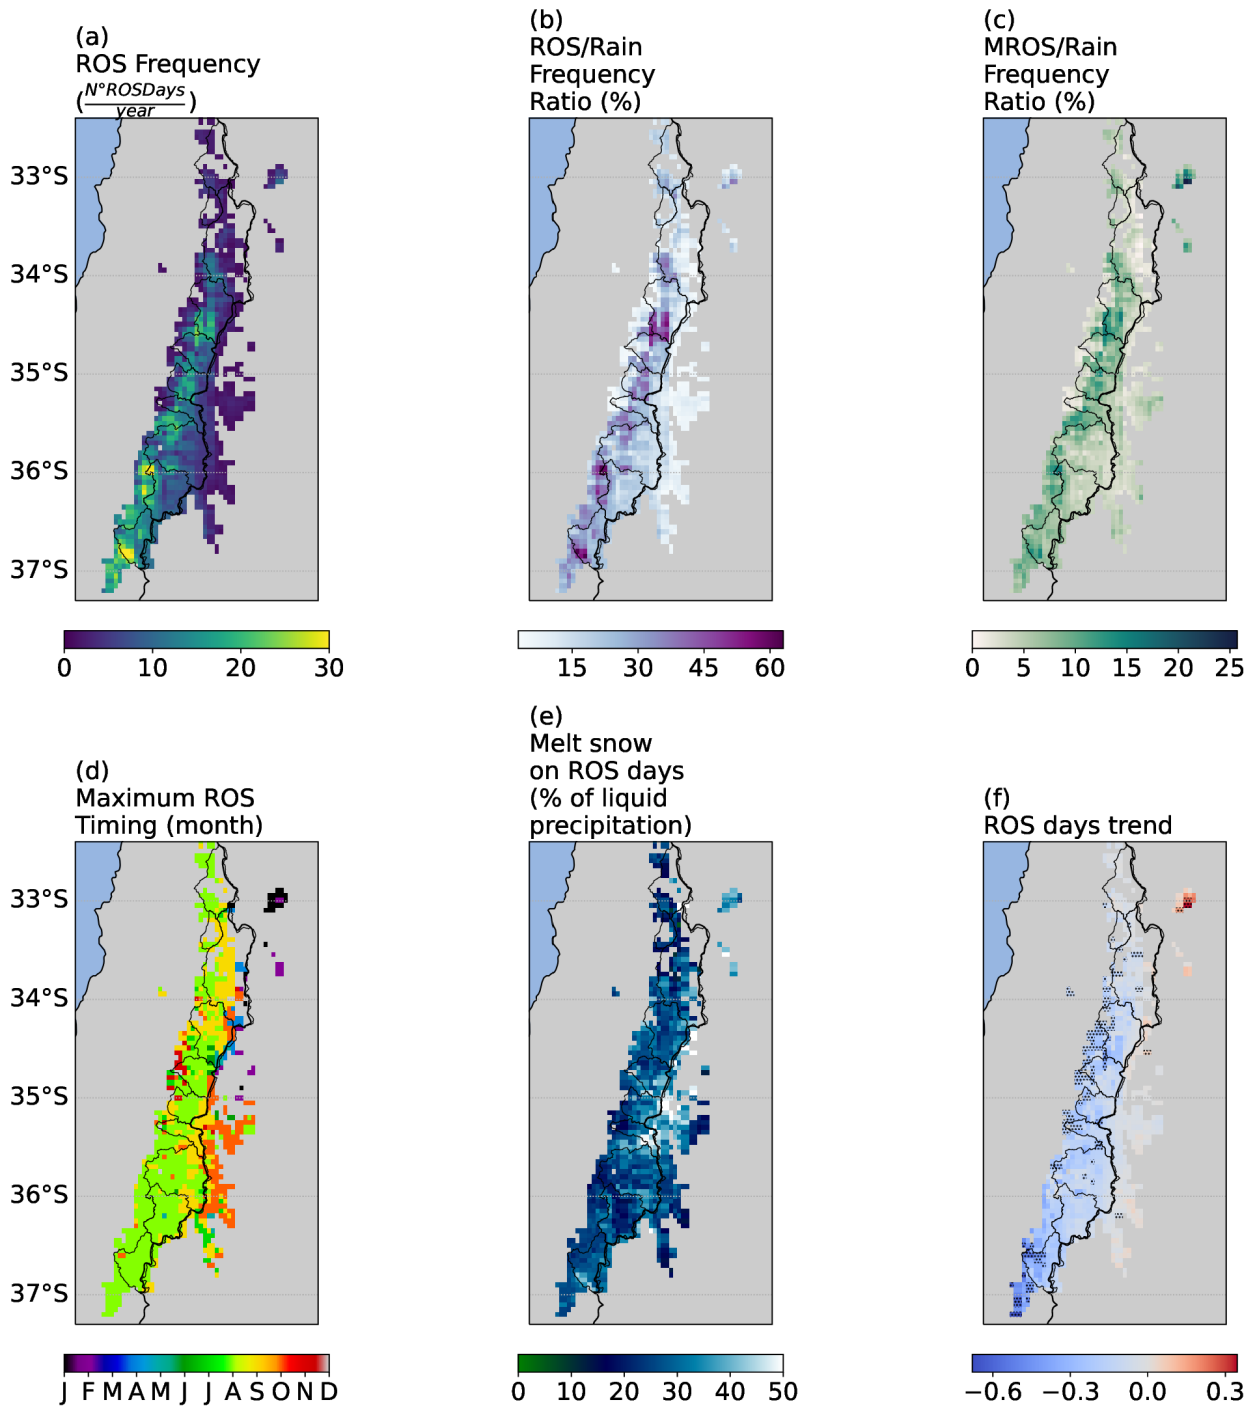 (a)
ROS Frequency
(N°ROSDays/year)
(b)
ROS/Rain
Frequency
Ratio (%)
(c)
MROS/Rain
Frequency
Ratio (%)
33°S
34°S
35°S
36°S
37°S
0 10 20 30
15 30 45 60
0 5 10 15 20 25
(d)
Maximum ROS
Timing (month)
(e)
Melt snow
on ROS days
(% of liquid
precipitation)
(f)
ROS days trend
33°S
34°S
35°S
36°S
37°S
J F M A M J J A S O N D
0 10 20 30 40 50
−0.6 −0.3 0.0 0.3